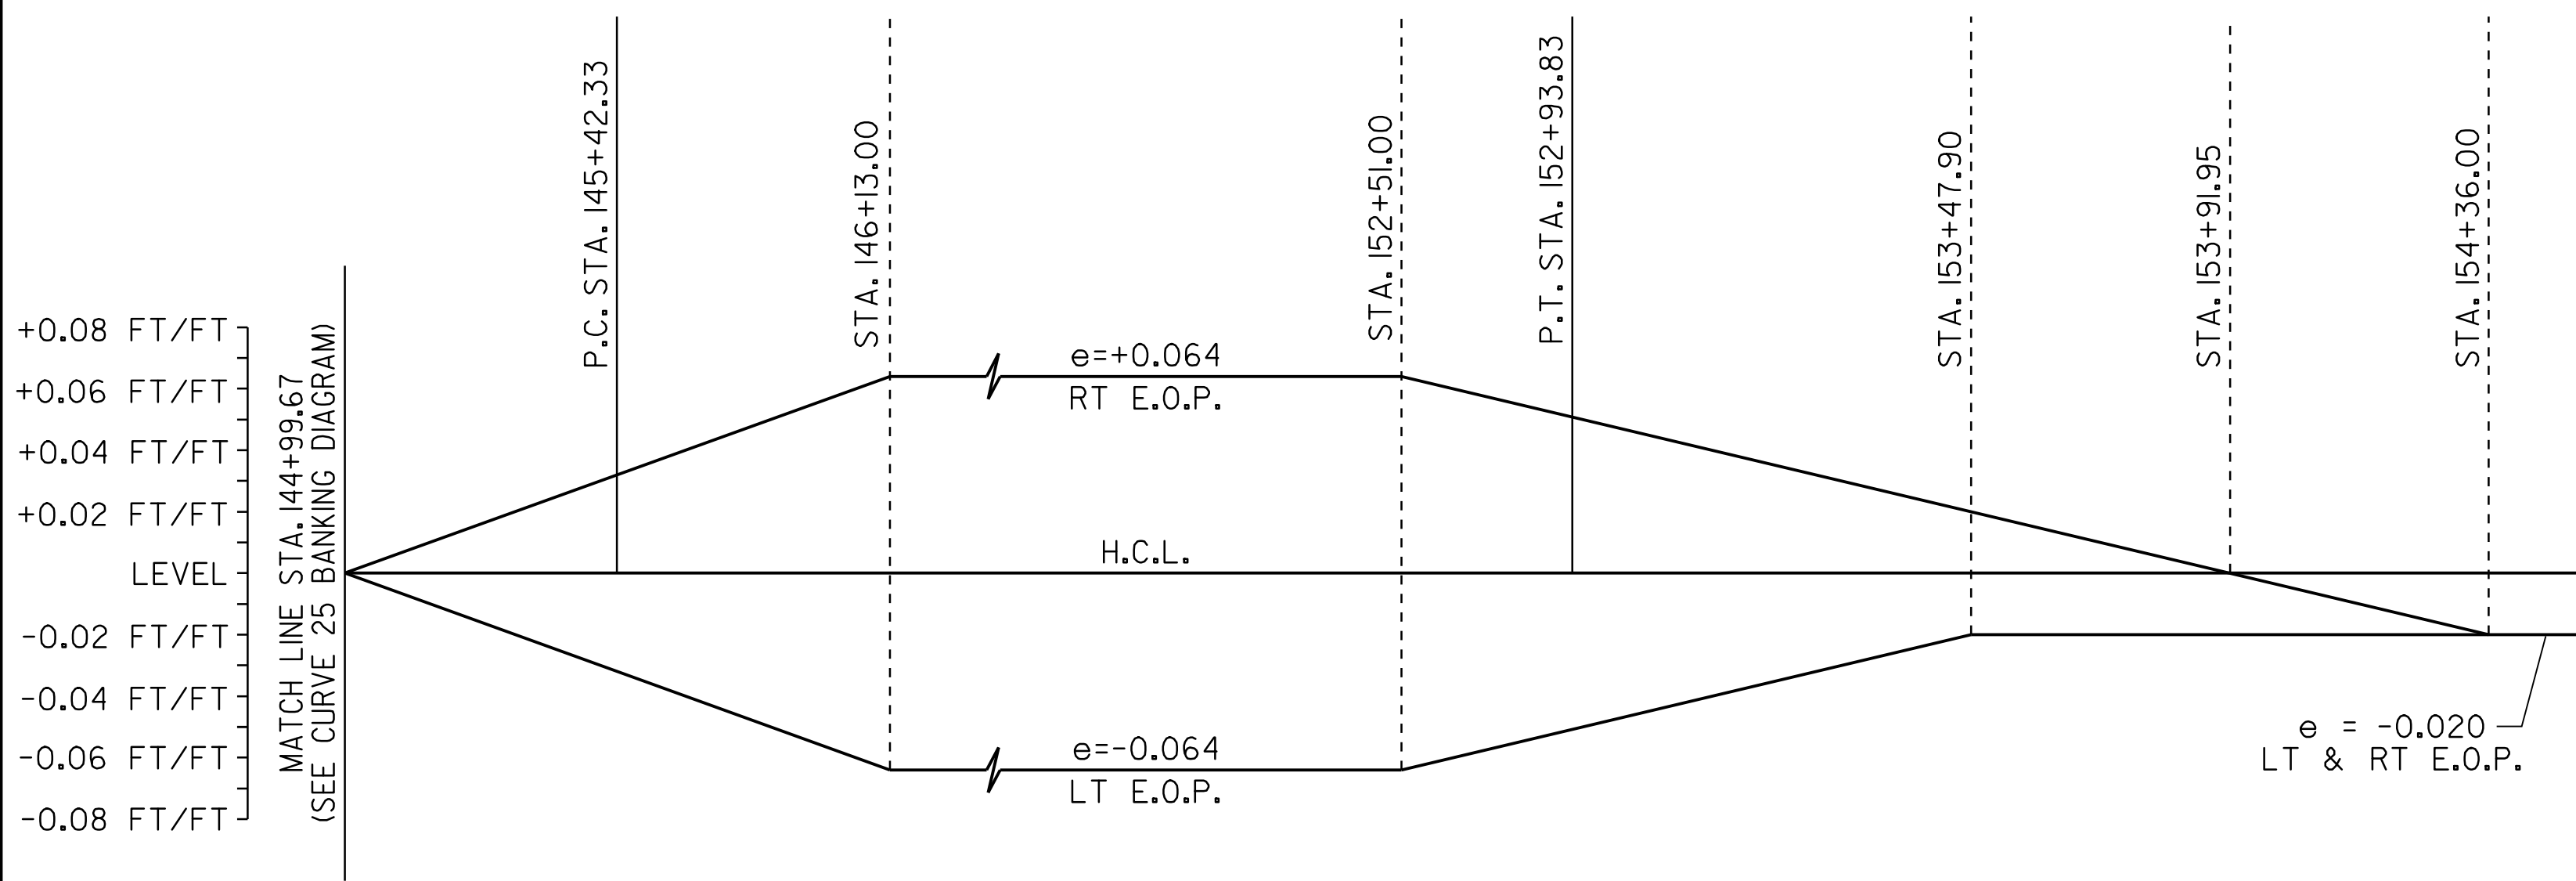 +0.08 FT/FT
+0.06 FT/FT
+0.04 FT/FT
+0.02 FT/FT
LEVEL
-0.02 FT/FT
-0.04 FT/FT
-0.06 FT/FT
-0.08 FT/FT
MATCH LINE STA. 144+99.67
(SEE CURVE 25 BANKING DIAGRAM)
P.C. STA. 145+42.33
STA. 146+13.00
e=+0.064
RT E.O.P.
H.C.L.
e=-0.064
LT E.O.P.
STA. 152+51.00
P.T. STA. 152+93.83
STA. 153+47.90
STA. 153+91.95
STA. 154+36.00
e = -0.020
LT & RT E.O.P.